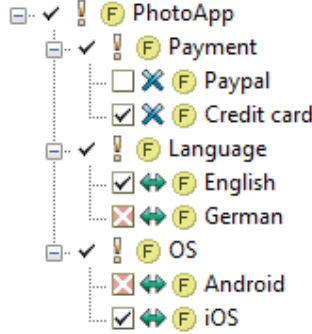 F PhotoApp
F Payment
F Paypal
F Credit card
F Language
F English
F German
F OS
F Android
F iOS